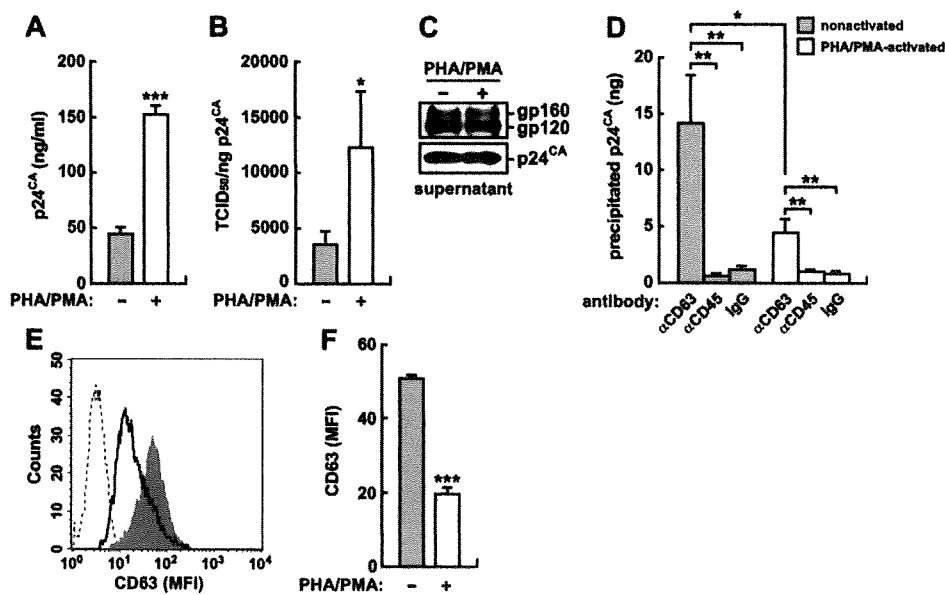 A
p24ᶜᴬ (ng/ml)
200
150
100
50
0
***
PHA/PMA: – +
B
TCID₅₀/ng p24ᶜᴬ
20000
15000
10000
5000
0
*
PHA/PMA: – +
C
PHA/PMA
– +
gp160
gp120
p24ᶜᴬ
supernatant
D
nonactivated
PHA/PMA-activated
precipitated p24ᶜᴬ (ng)
20
15
10
5
0
*
**
**
**
**
antibody: αCD63 αCD45 IgG αCD63 αCD45 IgG
E
Counts
50
40
30
20
10
0
10⁰ 10¹ 10² 10³ 10⁴
CD63 (MFI)
F
CD63 (MFI)
60
40
20
0
***
PHA/PMA: – +